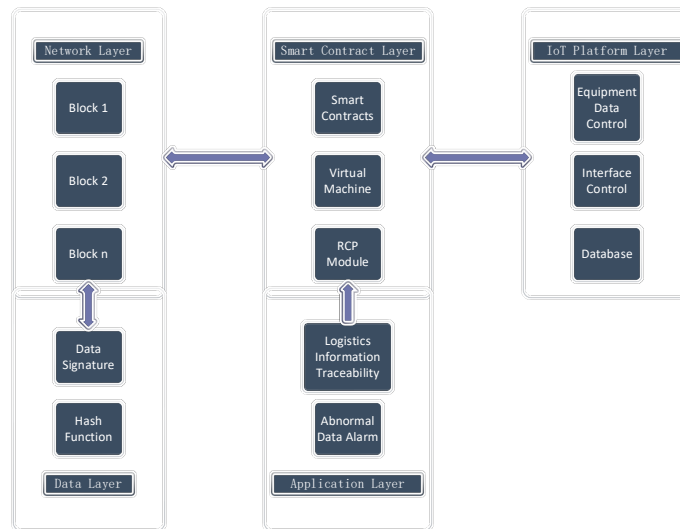 Network Layer
Block 1
Block 2
Block n
Data
Signature
Hash
Function
Data Layer
Smart Contract Layer
Smart
Contracts
Virtual
Machine
RCP
Module
Logistics
Information
Traceability
Abnormal
Data Alarm
Application Layer
IoT Platform Layer
Equipment
Data
Control
Interface
Control
Database